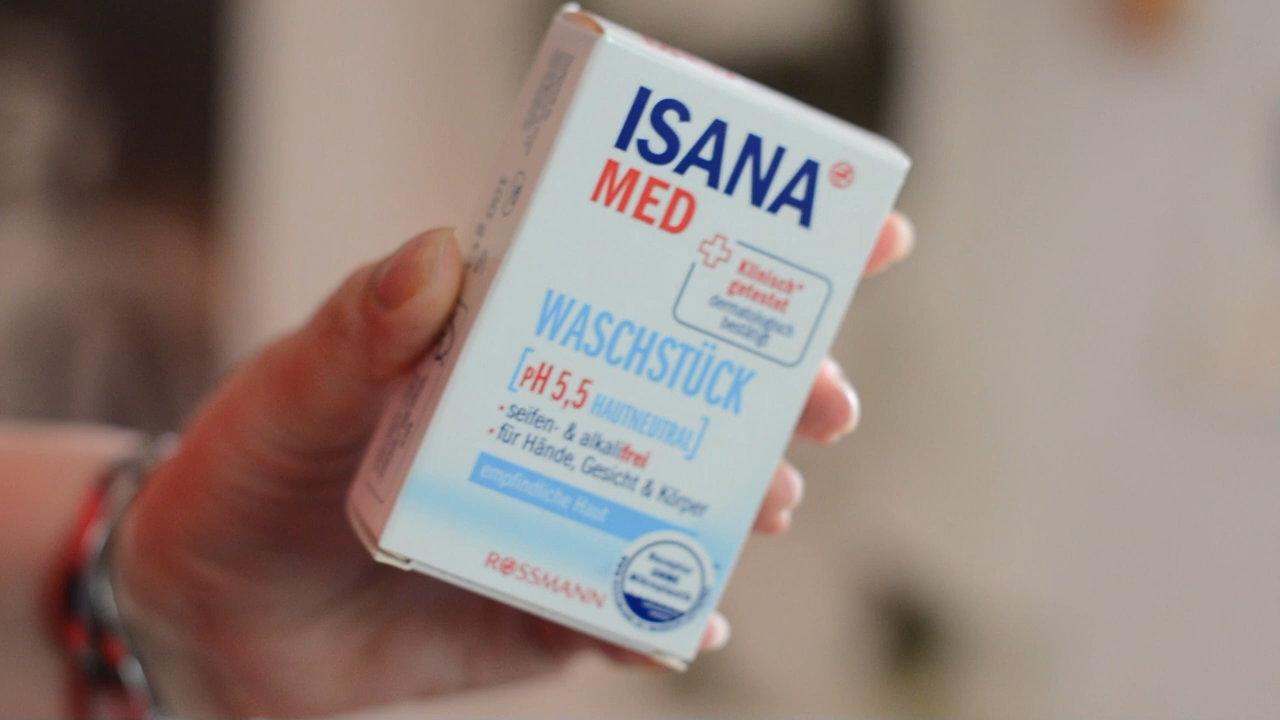 ISANA
MED
Klinisch*
getestet
dermatologisch
bestätigt
WASCHSTÜCK
[pH 5,5 HAUTNEUTRAL]
• seifen- & alkalifrei
• für Hände, Gesicht & Körper
empfindliche Haut
ROSSMANN